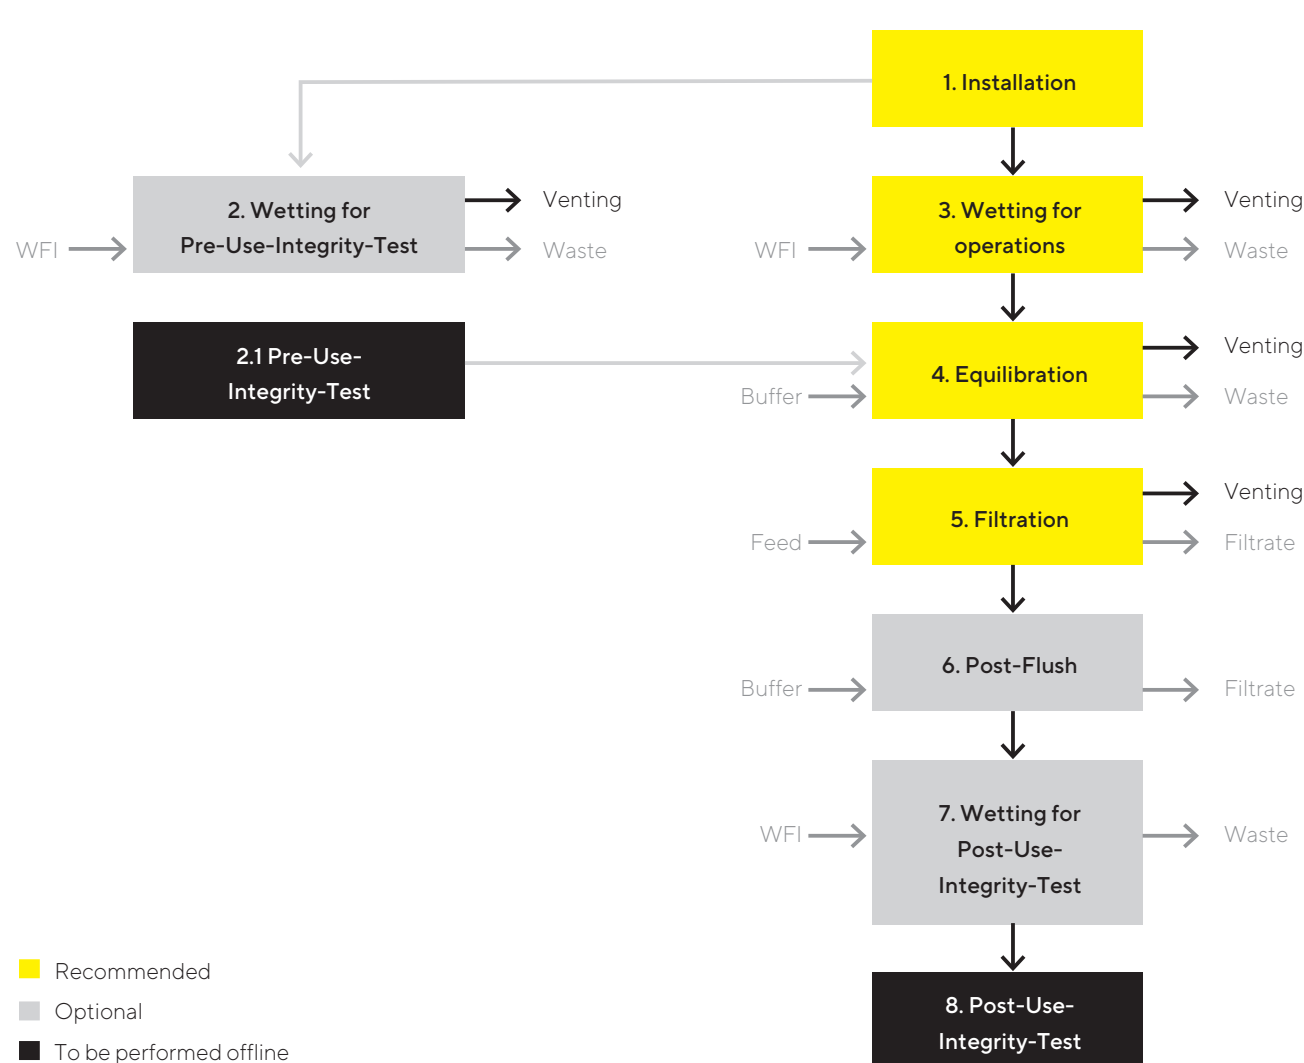 1. Installation
2. Wetting for
Pre-Use-Integrity-Test
WFI
Venting
Waste
3. Wetting for
operations
WFI
Venting
Waste
2.1 Pre-Use-
Integrity-Test
4. Equilibration
Buffer
Venting
Waste
5. Filtration
Feed
Venting
Filtrate
6. Post-Flush
Buffer
Filtrate
7. Wetting for
Post-Use-
Integrity-Test
WFI
Waste
8. Post-Use-
Integrity-Test
Recommended
Optional
To be performed offline